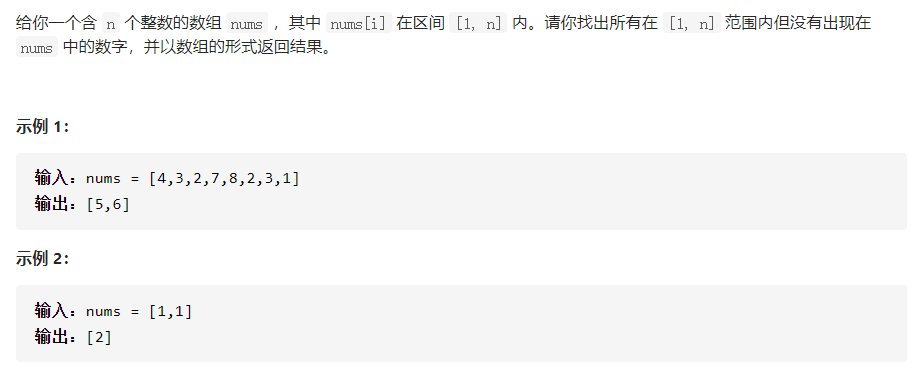 给你一个含 n 个整数的数组 nums ，其中 nums[i] 在区间 [1, n] 内。请你找出所有在 [1, n] 范围内但没有出现在
nums 中的数字，并以数组的形式返回结果。
示例 1：
输入：nums = [4,3,2,7,8,2,3,1]
输出：[5,6]
示例 2：
输入：nums = [1,1]
输出：[2]